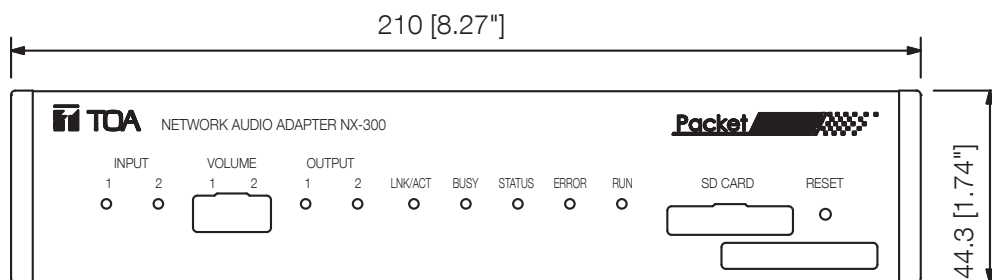 210 [8.27"]
TOA NETWORK AUDIO ADAPTER NX-300
Packet
INPUT VOLUME OUTPUT
1 2 1 2 1 2 LNK/ACT BUSY STATUS ERROR RUN SD CARD RESET
44.3 [1.74"]